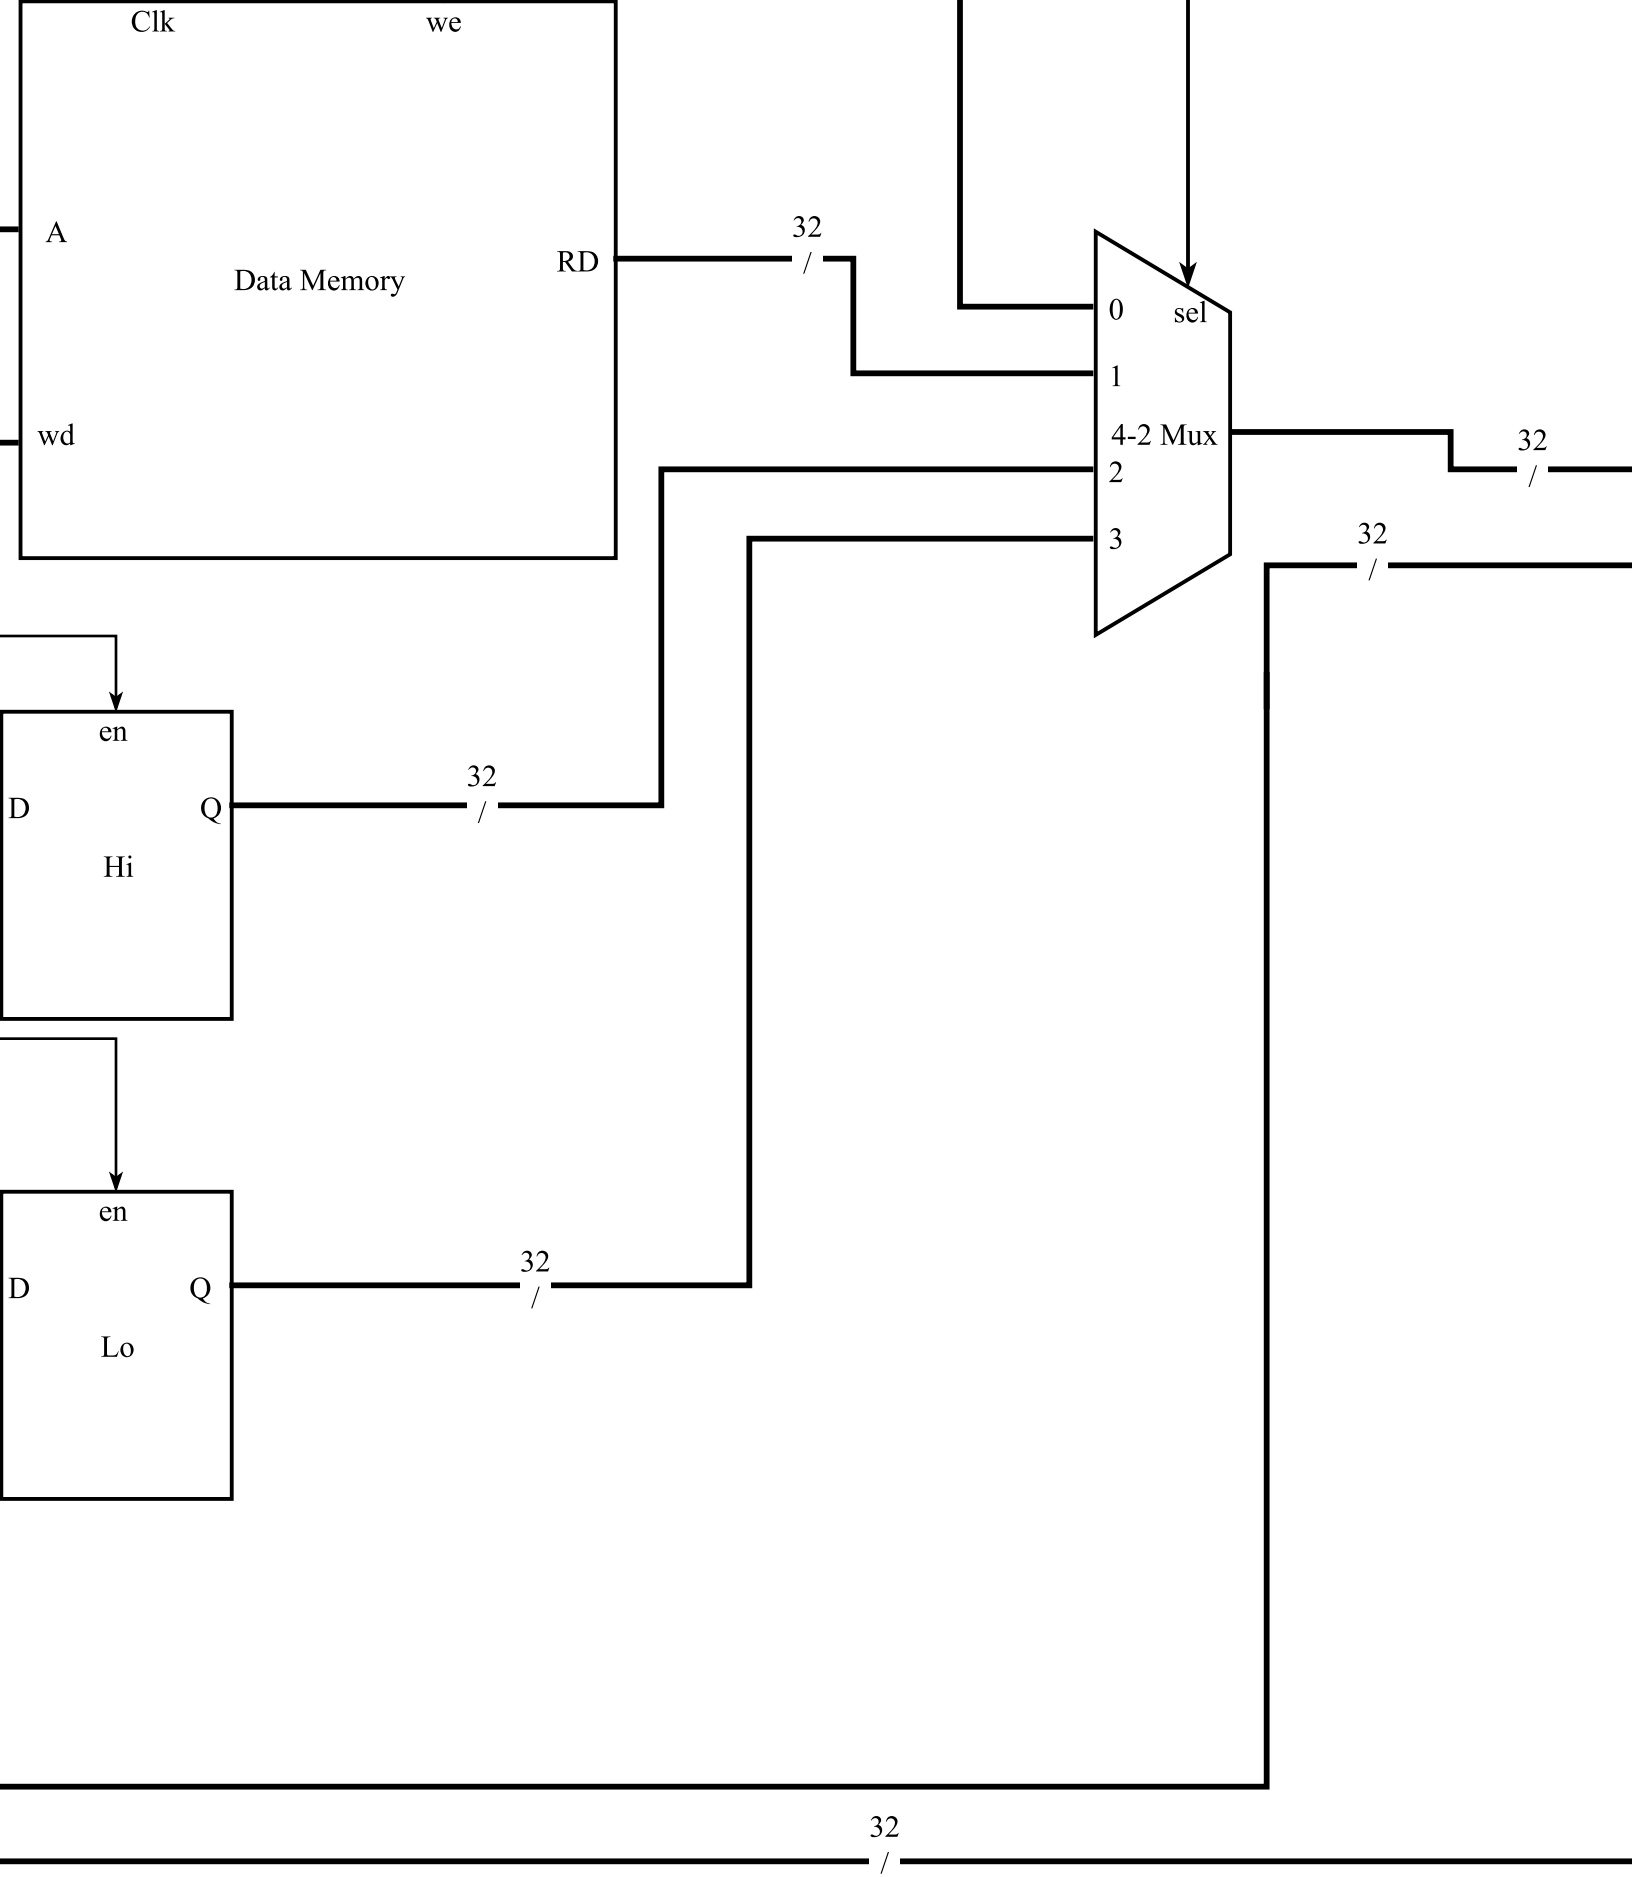 Clk we
A
32
RD
/
Data Memory
0 sel
1
wd 4-2 Mux 32
2 /
32
3
/
en
32
D Q /
Hi
en
32
D Q /
Lo
32
/